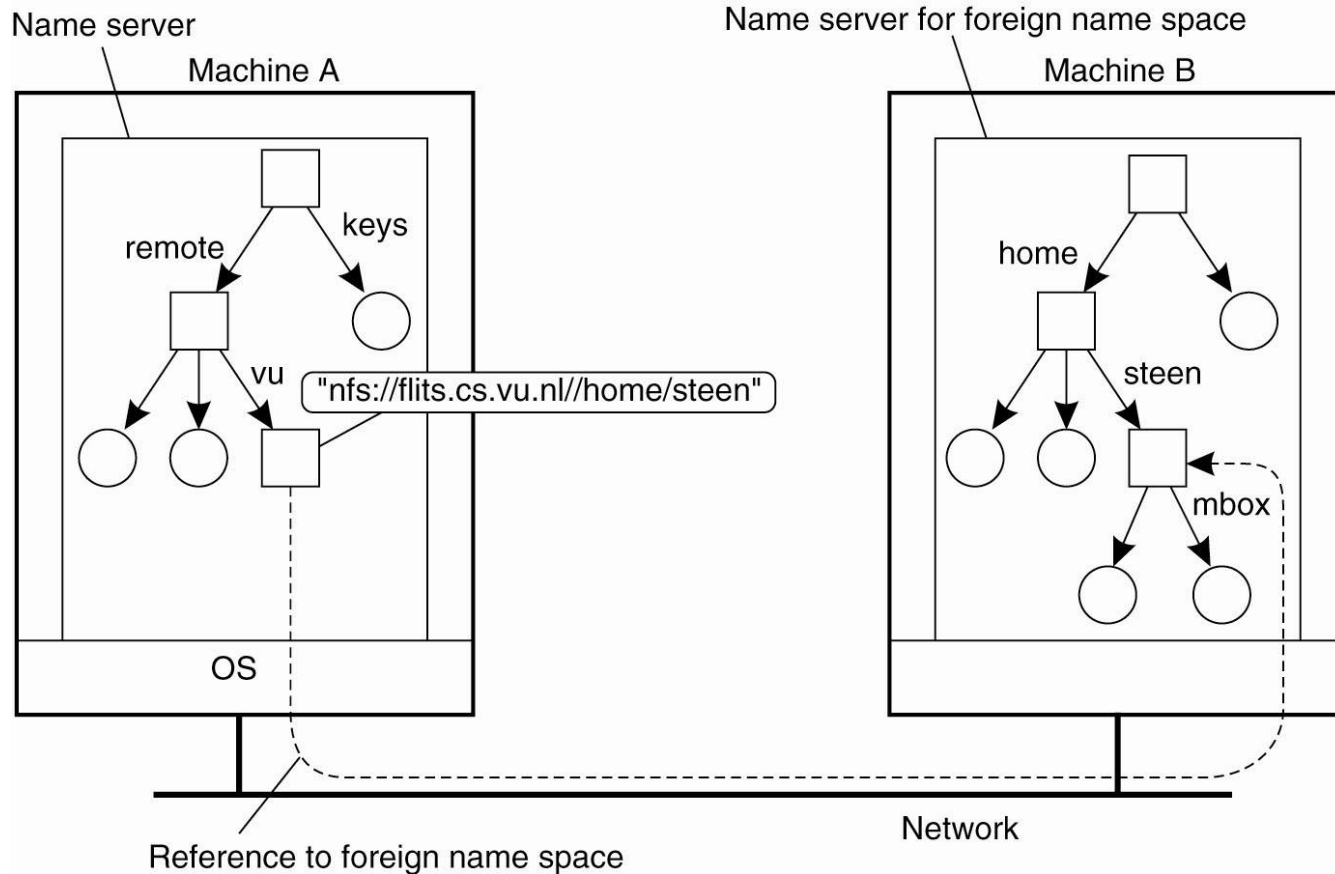 Name server
Name server for foreign name space
Machine A
Machine B
keys
remote
home
vu
steen
"nfs://flits.cs.vu.nl//home/steen"
mbox
OS
Network
Reference to foreign name space